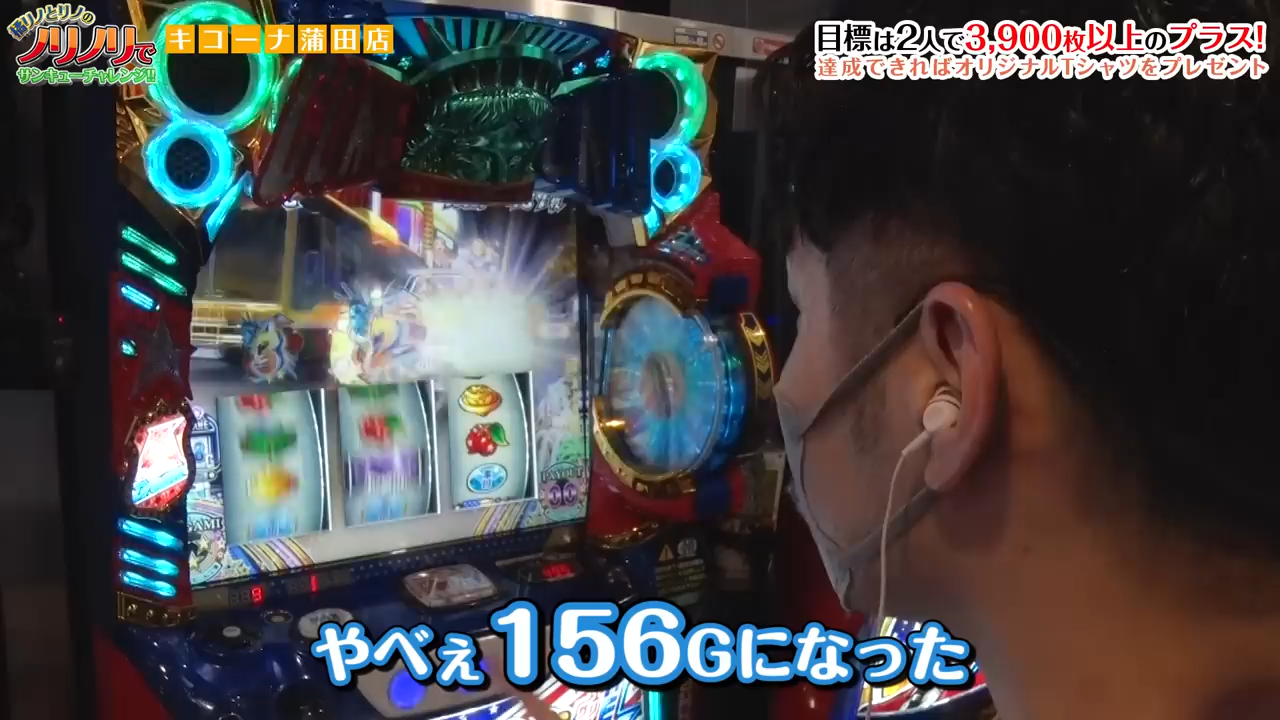 橘リノとリノの
ノリノリで
サンキューチャレンジ!!
キコーナ蒲田店
目標は2人で3,900枚以上のプラス!
達成できればオリジナルTシャツをプレゼント
PAYOUT
00
やべぇ156Gになった